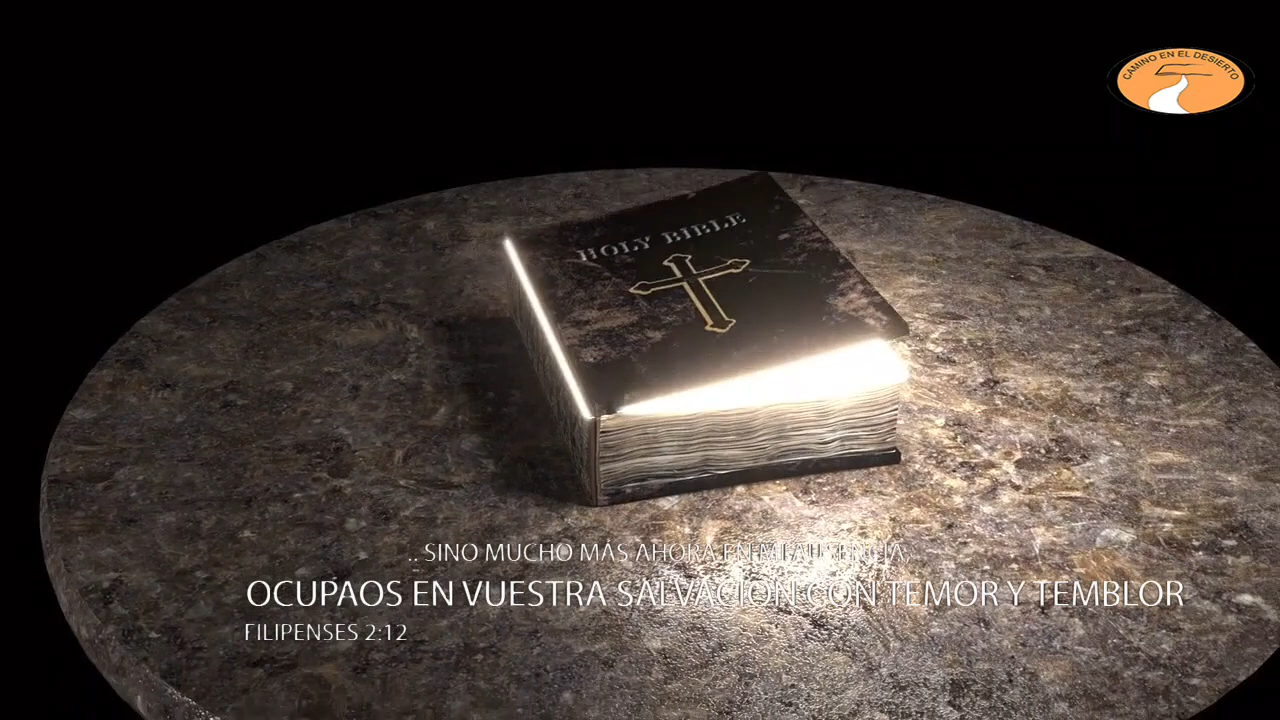 CAMINO EN EL DESIERTO
HOLY BIBLE
.. SINO MUCHO MÁS AHORA EN MI AUSENCIA,
OCUPAOS EN VUESTRA SALVACIÓN CON TEMOR Y TEMBLOR
FILIPENSES 2:12